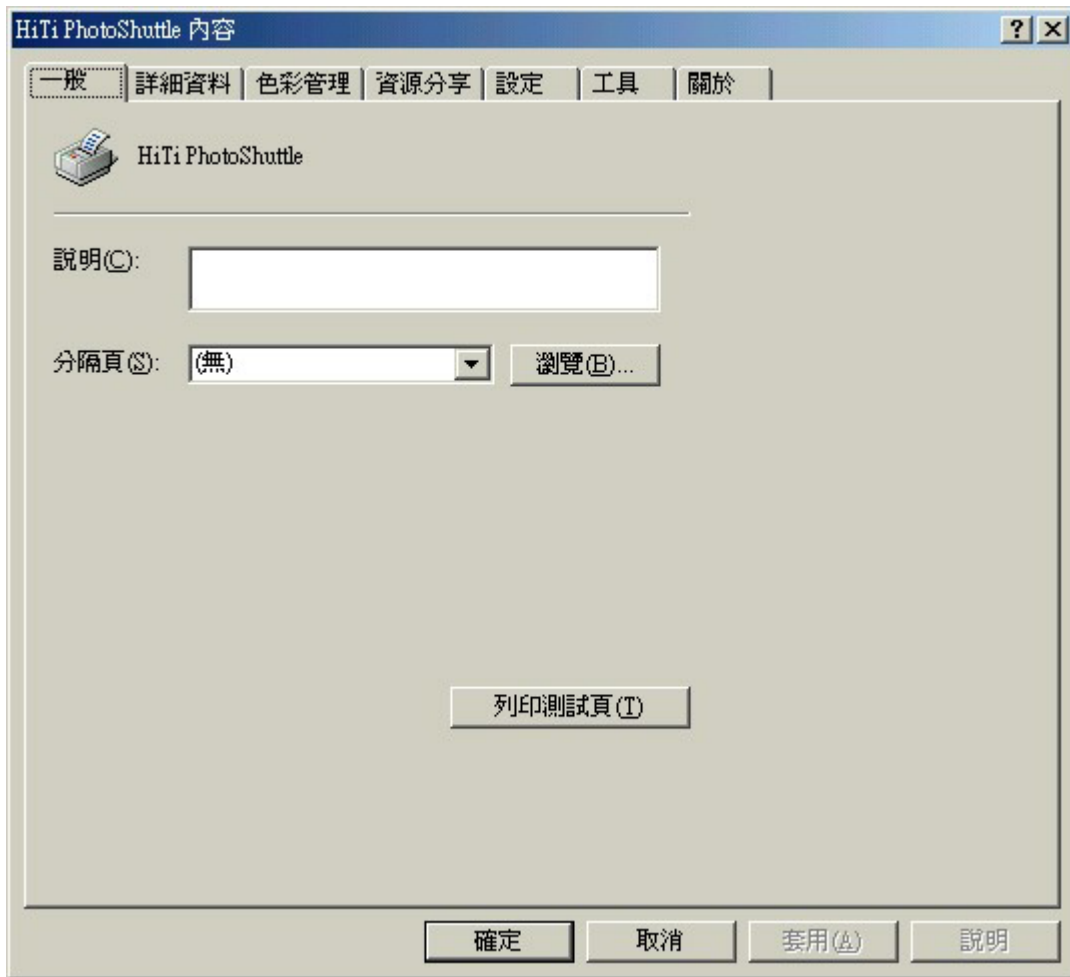 HiTi PhotoShuttle 內容
一般 詳細資料 色彩管理 資源分享 設定 工具 關於
HiTi PhotoShuttle
說明(C):
分隔頁(S): (無) 瀏覽(B)...
列印測試頁(T)
確定 取消 套用(A) 說明